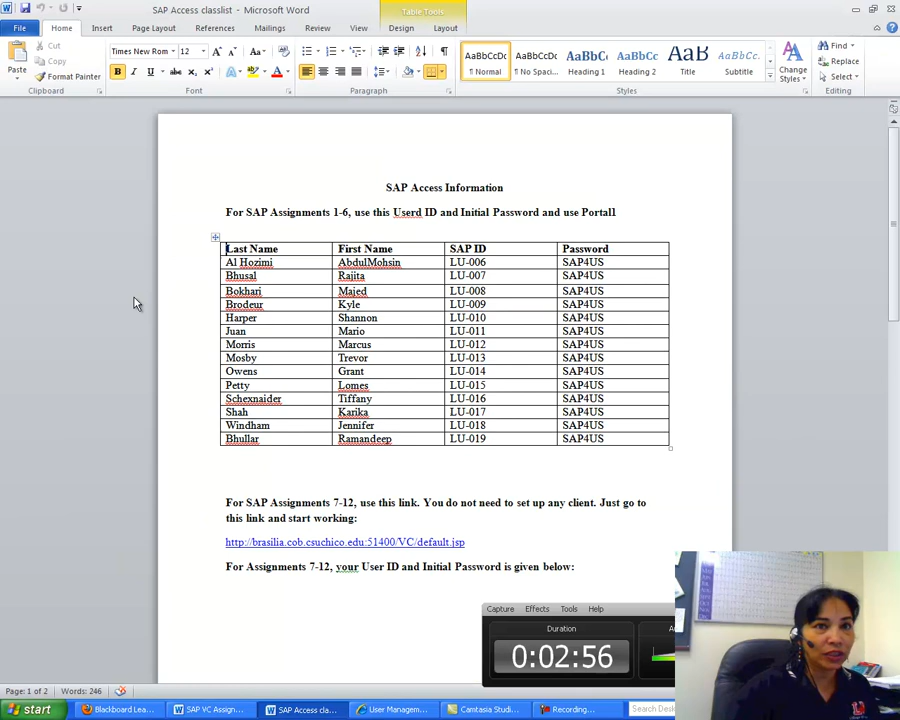 SAP Access classlist - Microsoft Word
Table Tools
File Home Insert Page Layout References Mailings Review View Design Layout
Cut
Copy
Format Painter
Paste
Clipboard
Times New Rom 12
Font
Paragraph
AaBbCcDc AaBbCcDc AaBbC AaBbCc AaB AaBbCc.
¶ Normal ¶ No Spaci... Heading 1 Heading 2 Title Subtitle
Change Styles
Styles
Find
Replace
Select
Editing
SAP Access Information
For SAP Assignments 1-6, use this Userd ID and Initial Password and use Portal1
Last Name First Name SAP ID Password
Al Hozimi AbdulMohsin LU-006 SAP4US
Bhusal Rajita LU-007 SAP4US
Bokhari Majed LU-008 SAP4US
Brodeur Kyle LU-009 SAP4US
Harper Shannon LU-010 SAP4US
Juan Mario LU-011 SAP4US
Morris Marcus LU-012 SAP4US
Mosby Trevor LU-013 SAP4US
Owens Grant LU-014 SAP4US
Petty Lomes LU-015 SAP4US
Schexnaider Tiffany LU-016 SAP4US
Shah Karika LU-017 SAP4US
Windham Jennifer LU-018 SAP4US
Bhullar Ramandeep LU-019 SAP4US
For SAP Assignments 7-12, use this link. You do not need to set up any client. Just go to
this link and start working:
http://brasilia.cob.csuchico.edu:51400/VC/default.jsp
For Assignments 7-12, your User ID and Initial Password is given below:
Capture Effects Tools Help
Duration
0:02:56
Page: 1 of 2 Words: 246
start Blackboard Lea... SAP VC Assign... SAP Access cla... User Managem... Camtasia Studi... Recording... Search Desk